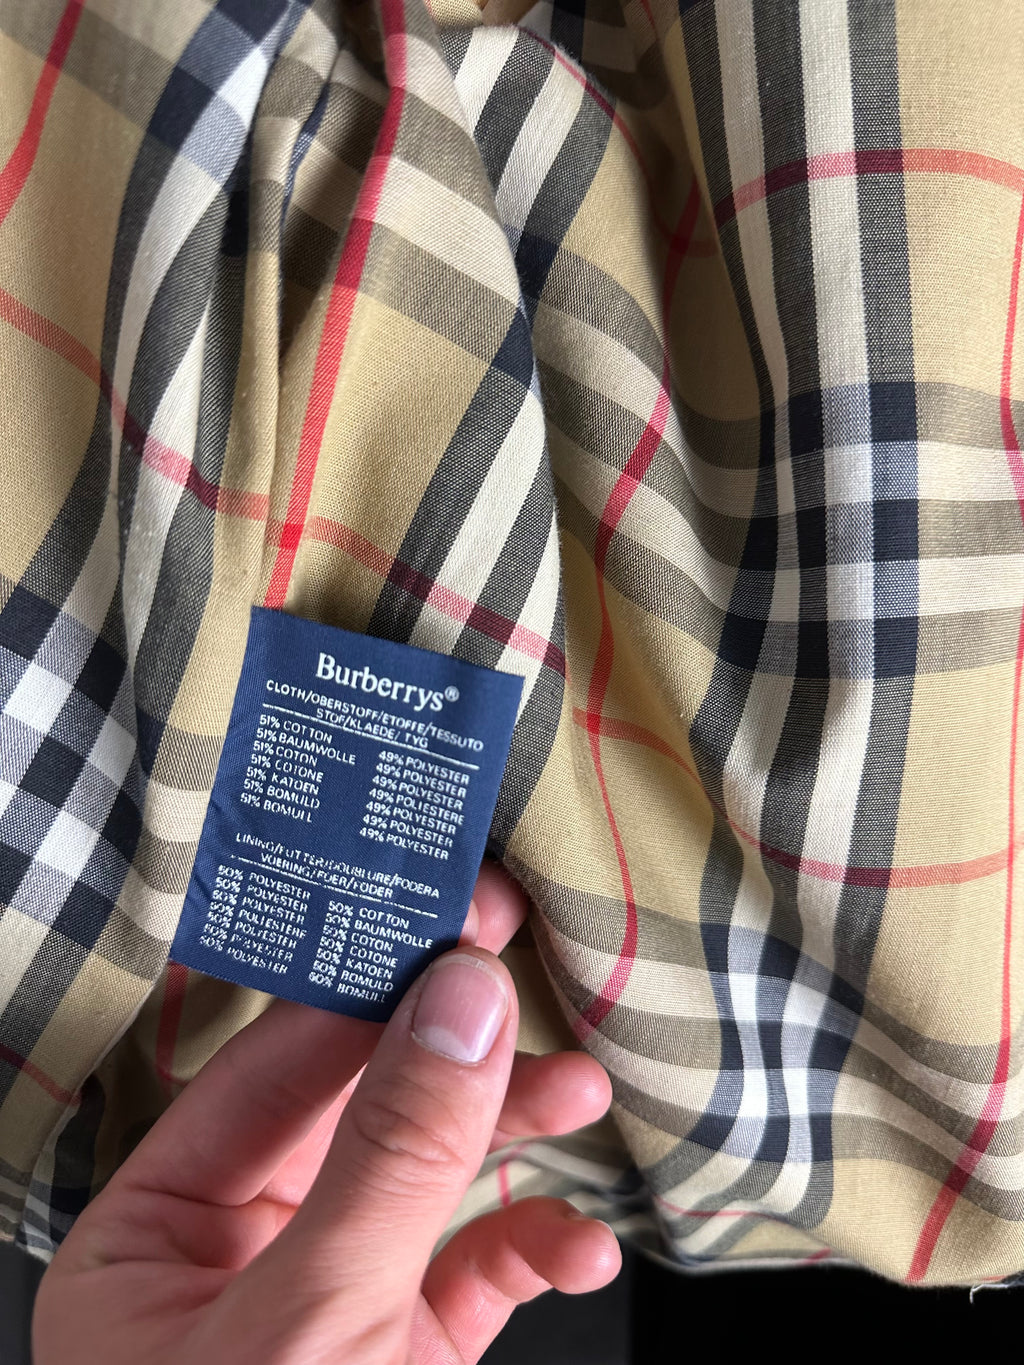 Burberrys®
CLOTH/OBERSTOFF/ETOFFE/TESSUTO
STOF/KLAEDE/TYG
51% COTTON 49% POLYESTER
51% BAUMWOLLE 49% POLYESTER
51% COTON 49% POLYESTER
51% COTONE 49% POLIESTERE
51% KATOEN 49% POLYESTER
51% BOMULD 49% POLYESTER
51% BOMULL 49% POLYESTER
LINING/FUTTER/DOUBLURE/FODERA
VOERING/FOER/FODER
50% POLYESTER 50% COTTON
50% POLYESTER 50% BAUMWOLLE
50% POLYESTER 50% COTON
50% POLIESTERE 50% COTONE
50% POLYESTER 50% KATOEN
50% POLYESTER 50% BOMULD
50% POLYESTER 50% BOMULL